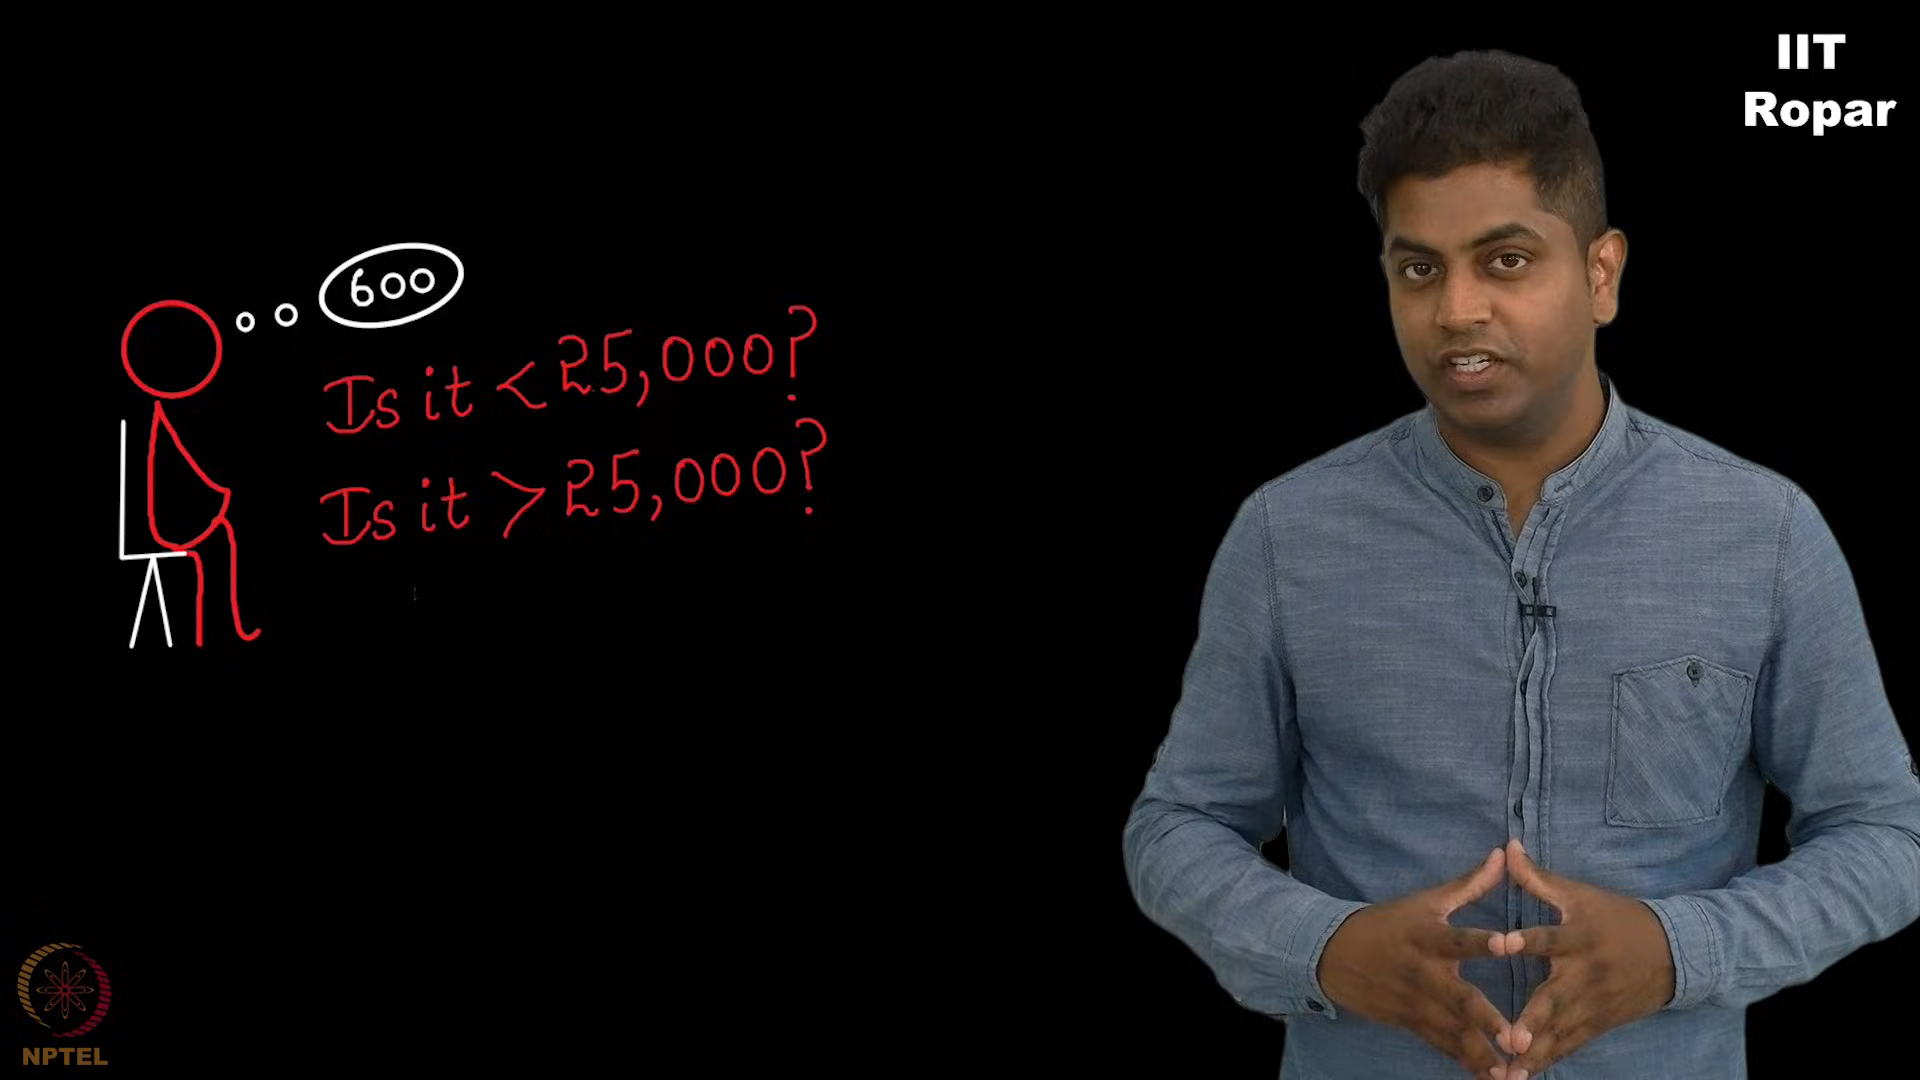 IIT
Ropar
600
Is it < 25,000?
Is it > 25,000?
NPTEL